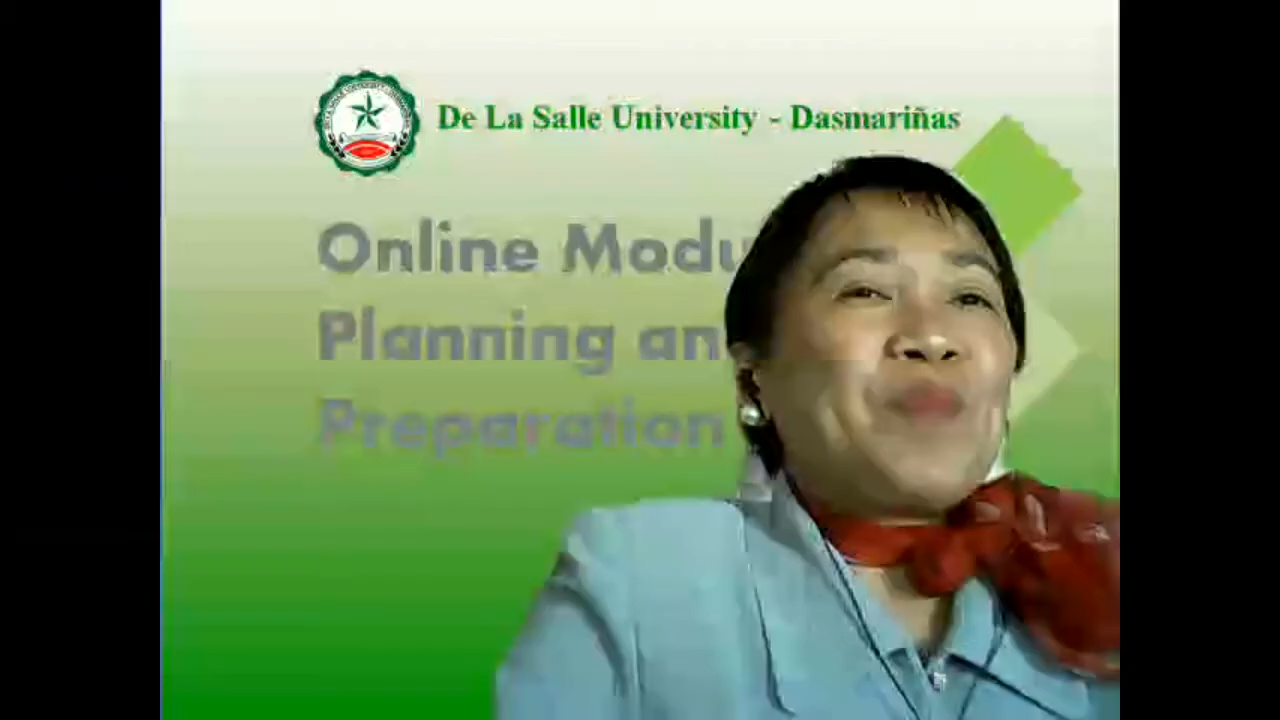 De La Salle University - Dasmariñas
Online Modu
Planning an
Preparation